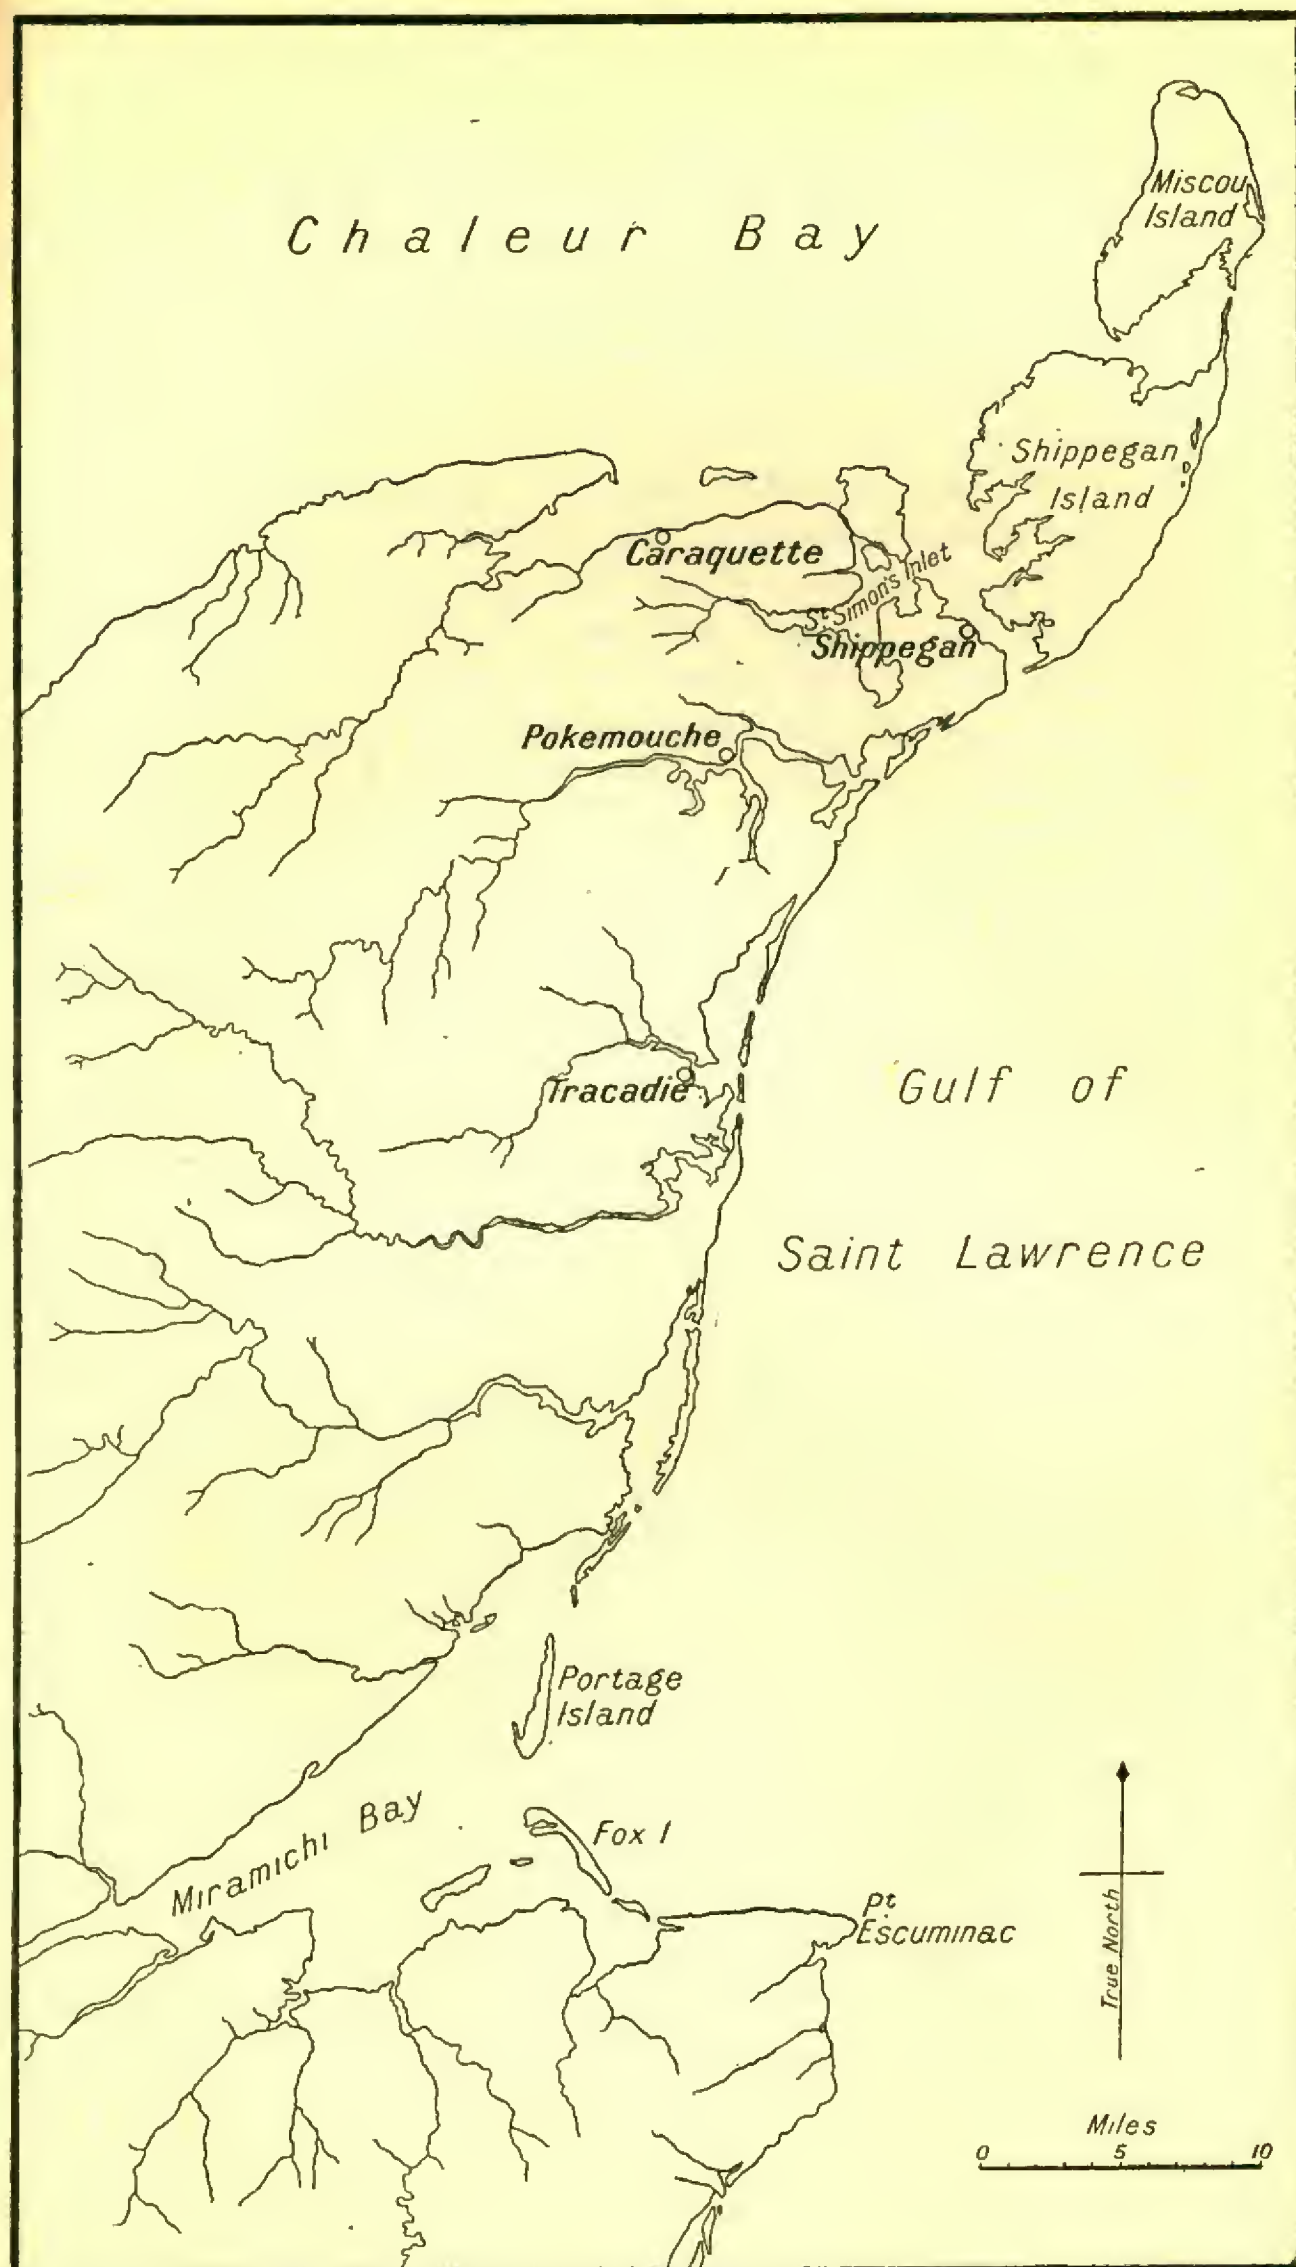 Miscou
Island
Chaleur Bay
Shippegan
Island
Caraquette
St Simon's Inlet
Shippegan
Pokemouche
Tracadie
Gulf of
Saint Lawrence
Portage
Island
Miramichi Bay
Fox I
Pt
Escuminac
True North
Miles
0 5 10